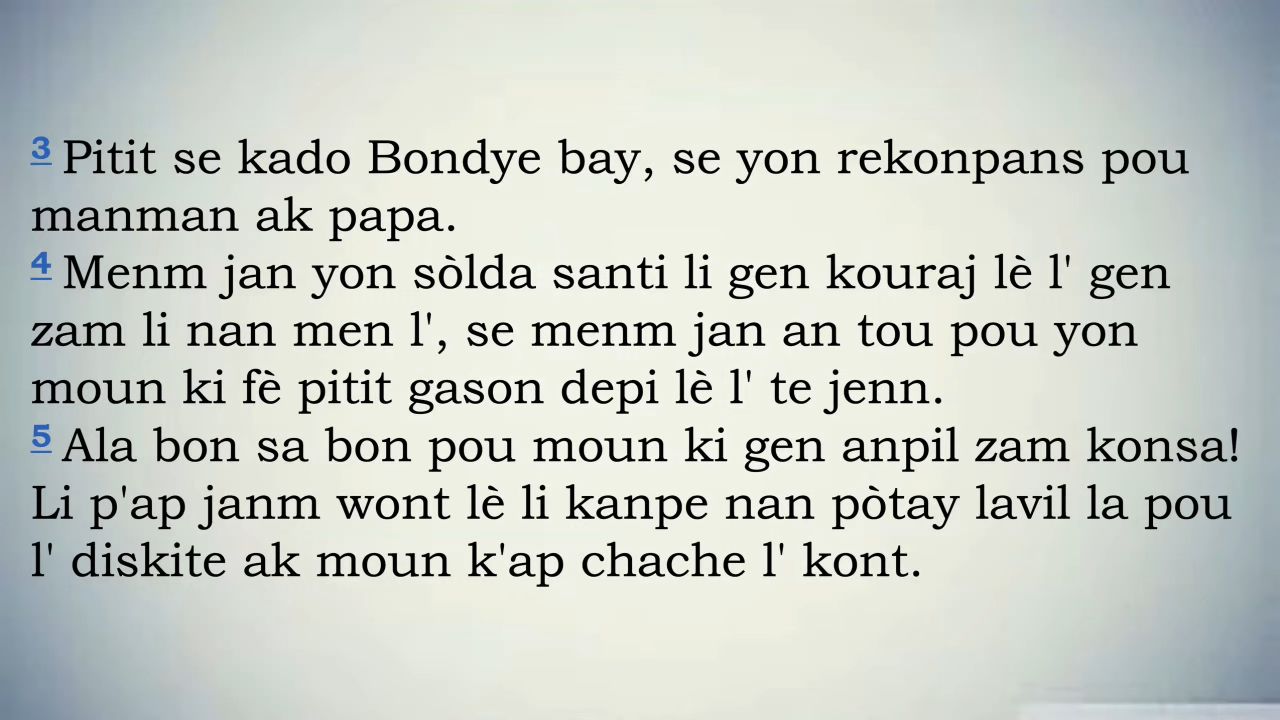 3 Pitit se kado Bondye bay, se yon rekonpans pou
manman ak papa.
4 Menm jan yon sòlda santi li gen kouraj lè l' gen
zam li nan men l', se menm jan an tou pou yon
moun ki fè pitit gason depi lè l' te jenn.
5 Ala bon sa bon pou moun ki gen anpil zam konsa!
Li p'ap janm wont lè li kanpe nan pòtay lavil la pou
l' diskite ak moun k'ap chache l' kont.